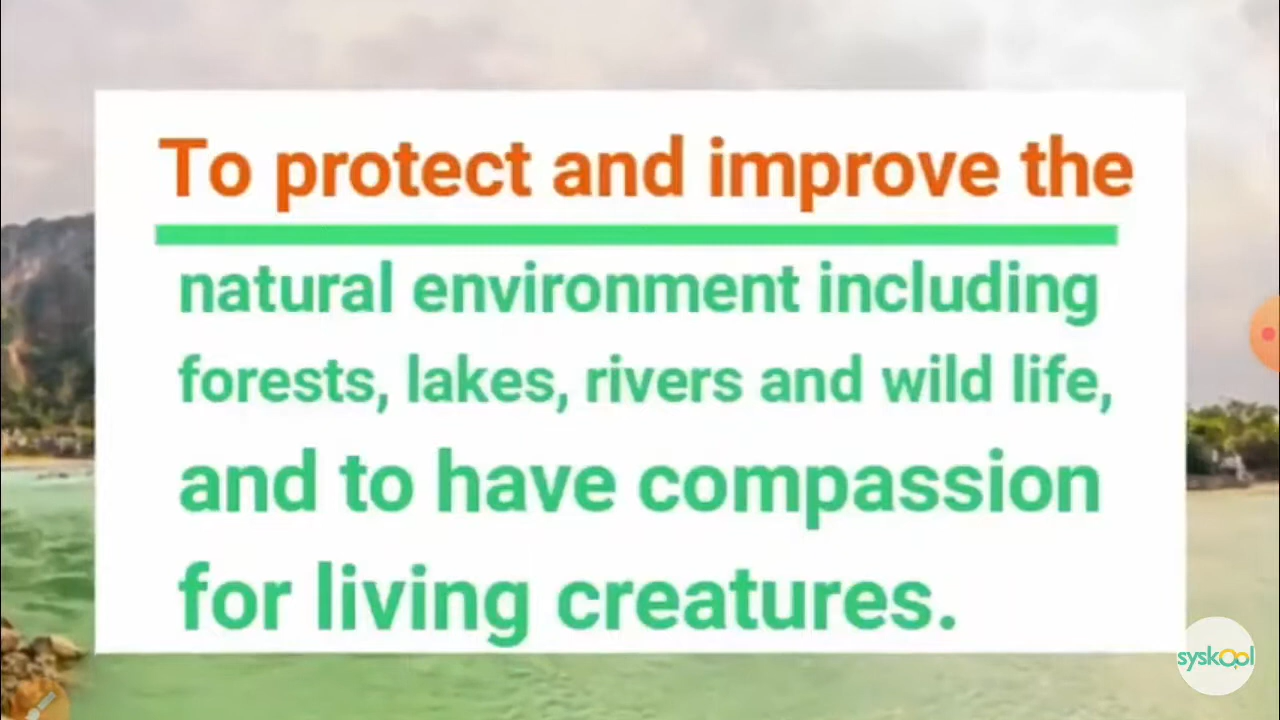 To protect and improve the
natural environment including
forests, lakes, rivers and wild life,
and to have compassion
for living creatures.
syskool